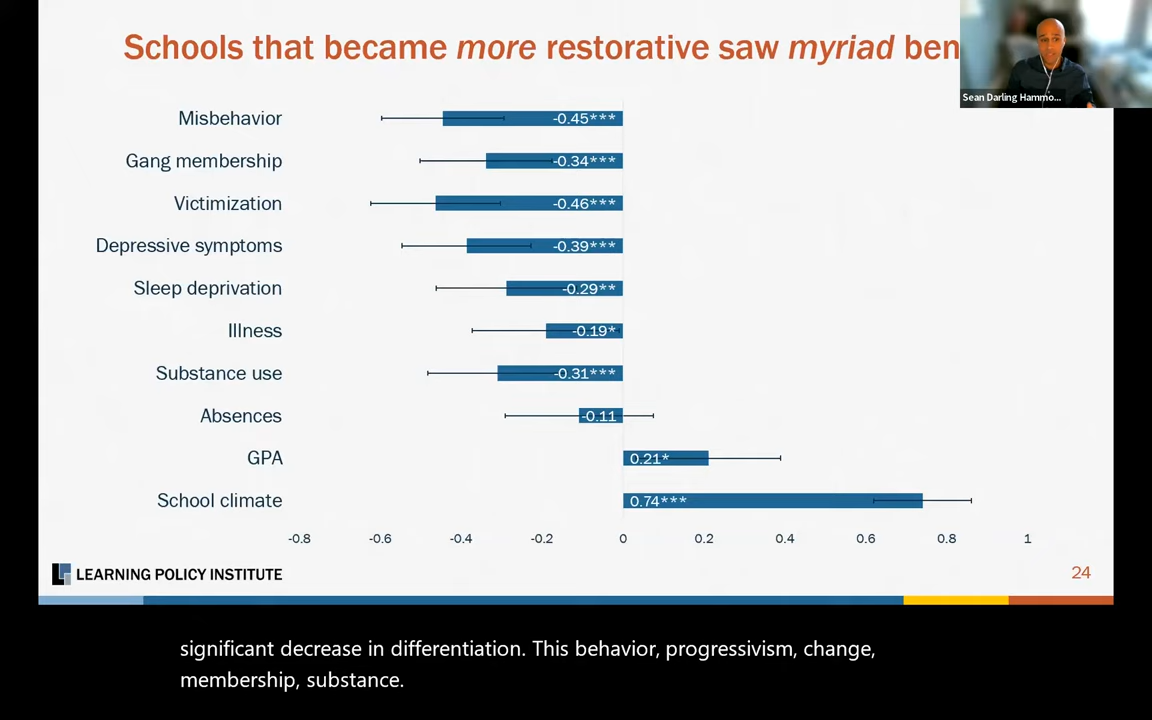 Schools that became more restorative saw myriad ben
Sean Darling Hammo...
Misbehavior -0.45***
Gang membership -0.34***
Victimization -0.46***
Depressive symptoms -0.39***
Sleep deprivation -0.29**
Illness -0.19*
Substance use -0.31***
Absences -0.11
GPA 0.21*
School climate 0.74***
-0.8 -0.6 -0.4 -0.2 0 0.2 0.4 0.6 0.8 1
LEARNING POLICY INSTITUTE
24
significant decrease in differentiation. This behavior, progressivism, change,
membership, substance.